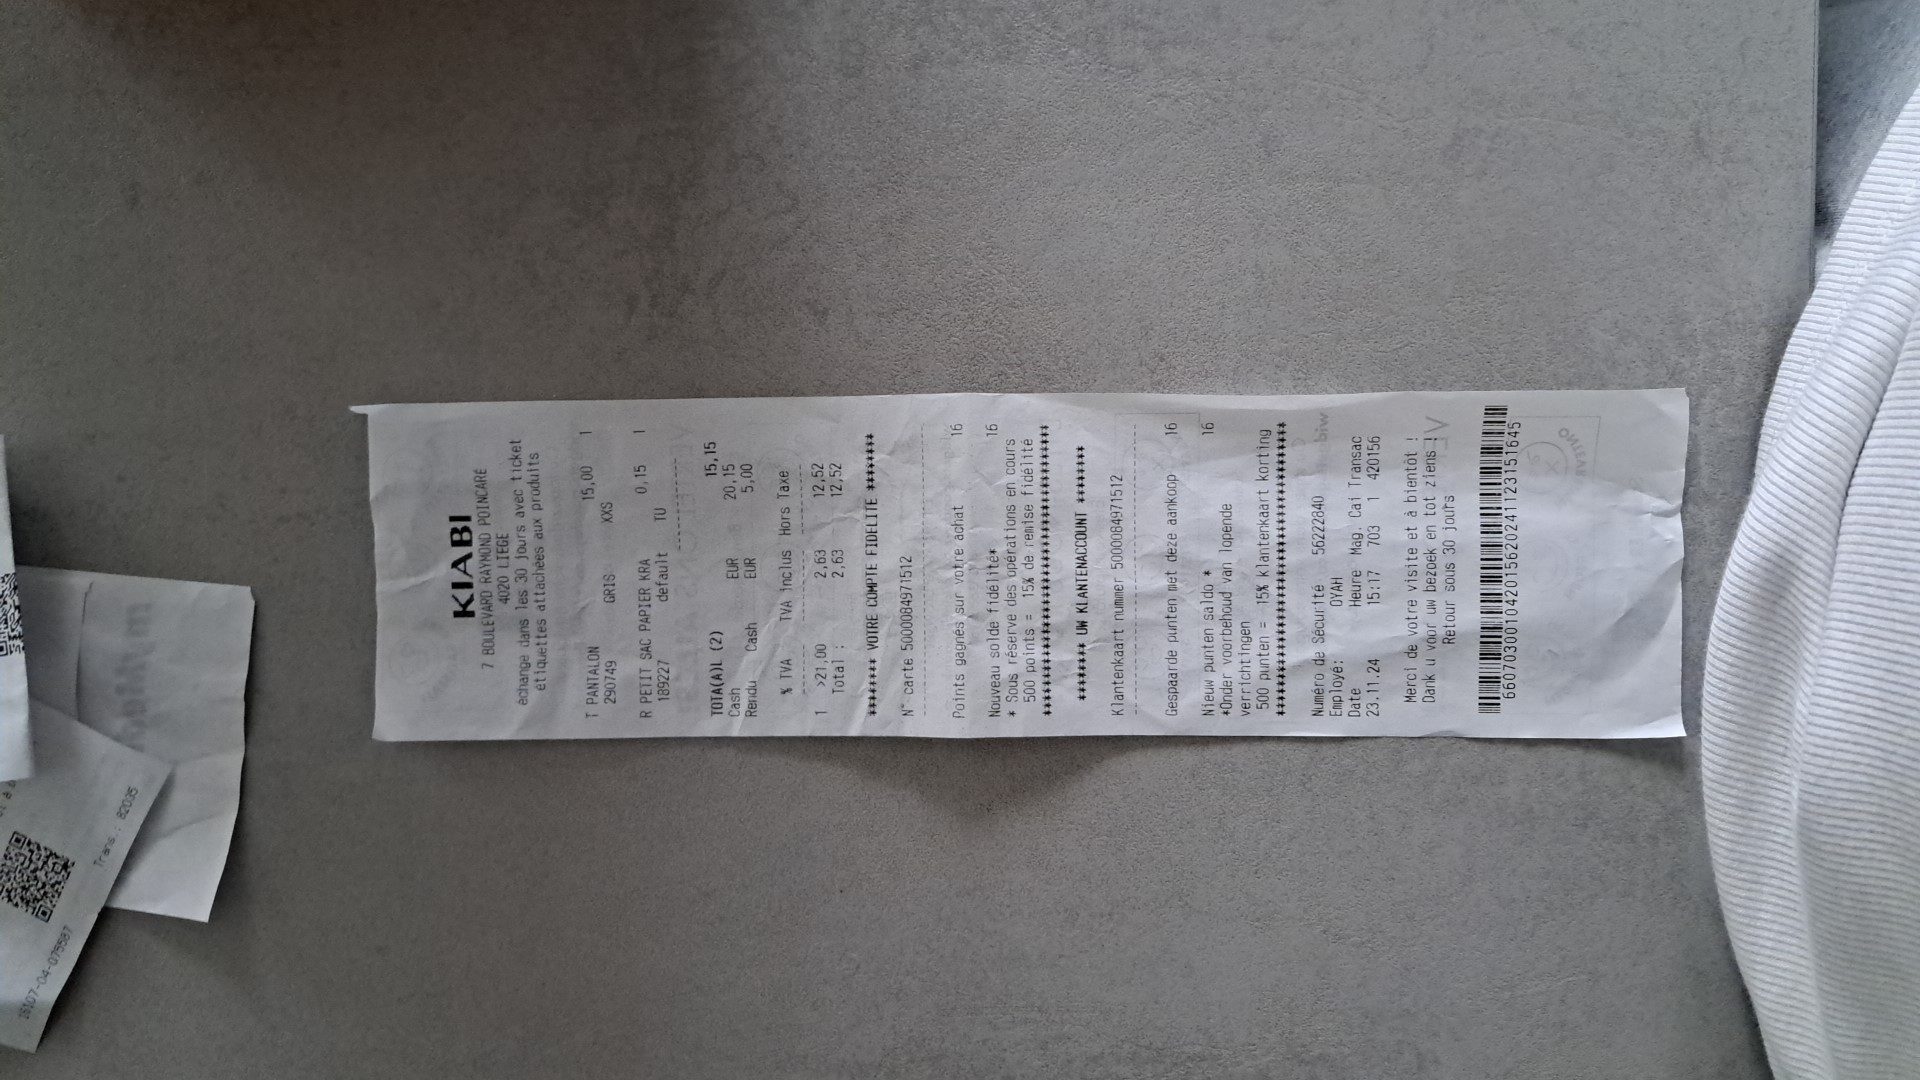 KIABI
7 BOULEVARD RAYMOND POINCARE
4020 LIEGE
échange dans les 30 jours avec ticket
étiquettes attachées aux produits
T PANTALON 15,00 1
290749 GRIS XXS
R PETIT SAC PAPIER KRA 0,15 1
189227 default TU
TOTA(A)L (2) 15,15
Cash EUR 20,15
Rendu Cash EUR 5,00
% TVA TVA inclus Hors Taxe
1 >21,00 2,63 12,52
Total : 2,63 12,52
******* VOTRE COMPTE FIDELITE *******
N° carte 5000084971512
Points gagnés sur votre achat 16
Nouveau solde fidélité* 16
* Sous réserve des opérations en cours
500 points = 15% de remise fidélité
****************************************
******** UW KLANTENACCOUNT ********
Klantenkaart nummer 5000084971512
Gespaarde punten met deze aankoop 16
Nieuw punten saldo * 16
*Onder voorbehoud van lopende
verrichtingen
500 punten = 15% klantenkaart korting
****************************************
Numéro de Sécurité 56222840
Employé: OYAH
Date Heure Mag. Cai Transac
23.11.24 15:17 703 1 420156
Merci de votre visite et à bientôt !
Dank u voor uw bezoek en tot ziens !
Retour sous 30 jours
660703001042015620241123151645
Trans.: 82035
16107-04-075587